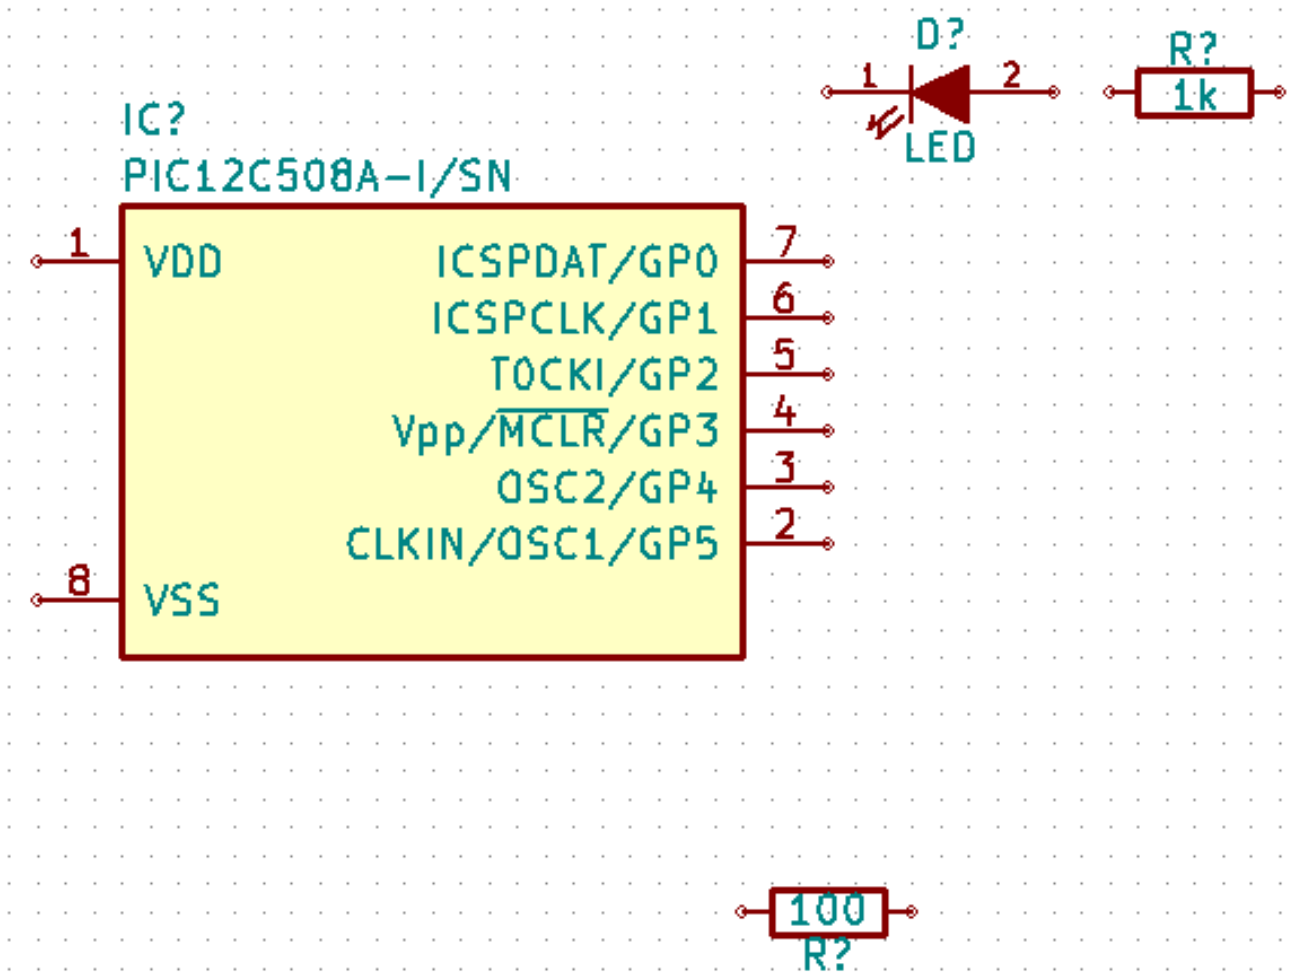 D?
1 2
LED
R?
1k
IC?
PIC12C508A-I/SN
1 VDD
ICSPDAT/GP0 7
ICSPCLK/GP1 6
T0CKI/GP2 5
Vpp/MCLR/GP3 4
OSC2/GP4 3
CLKIN/OSC1/GP5 2
8 VSS
100
R?